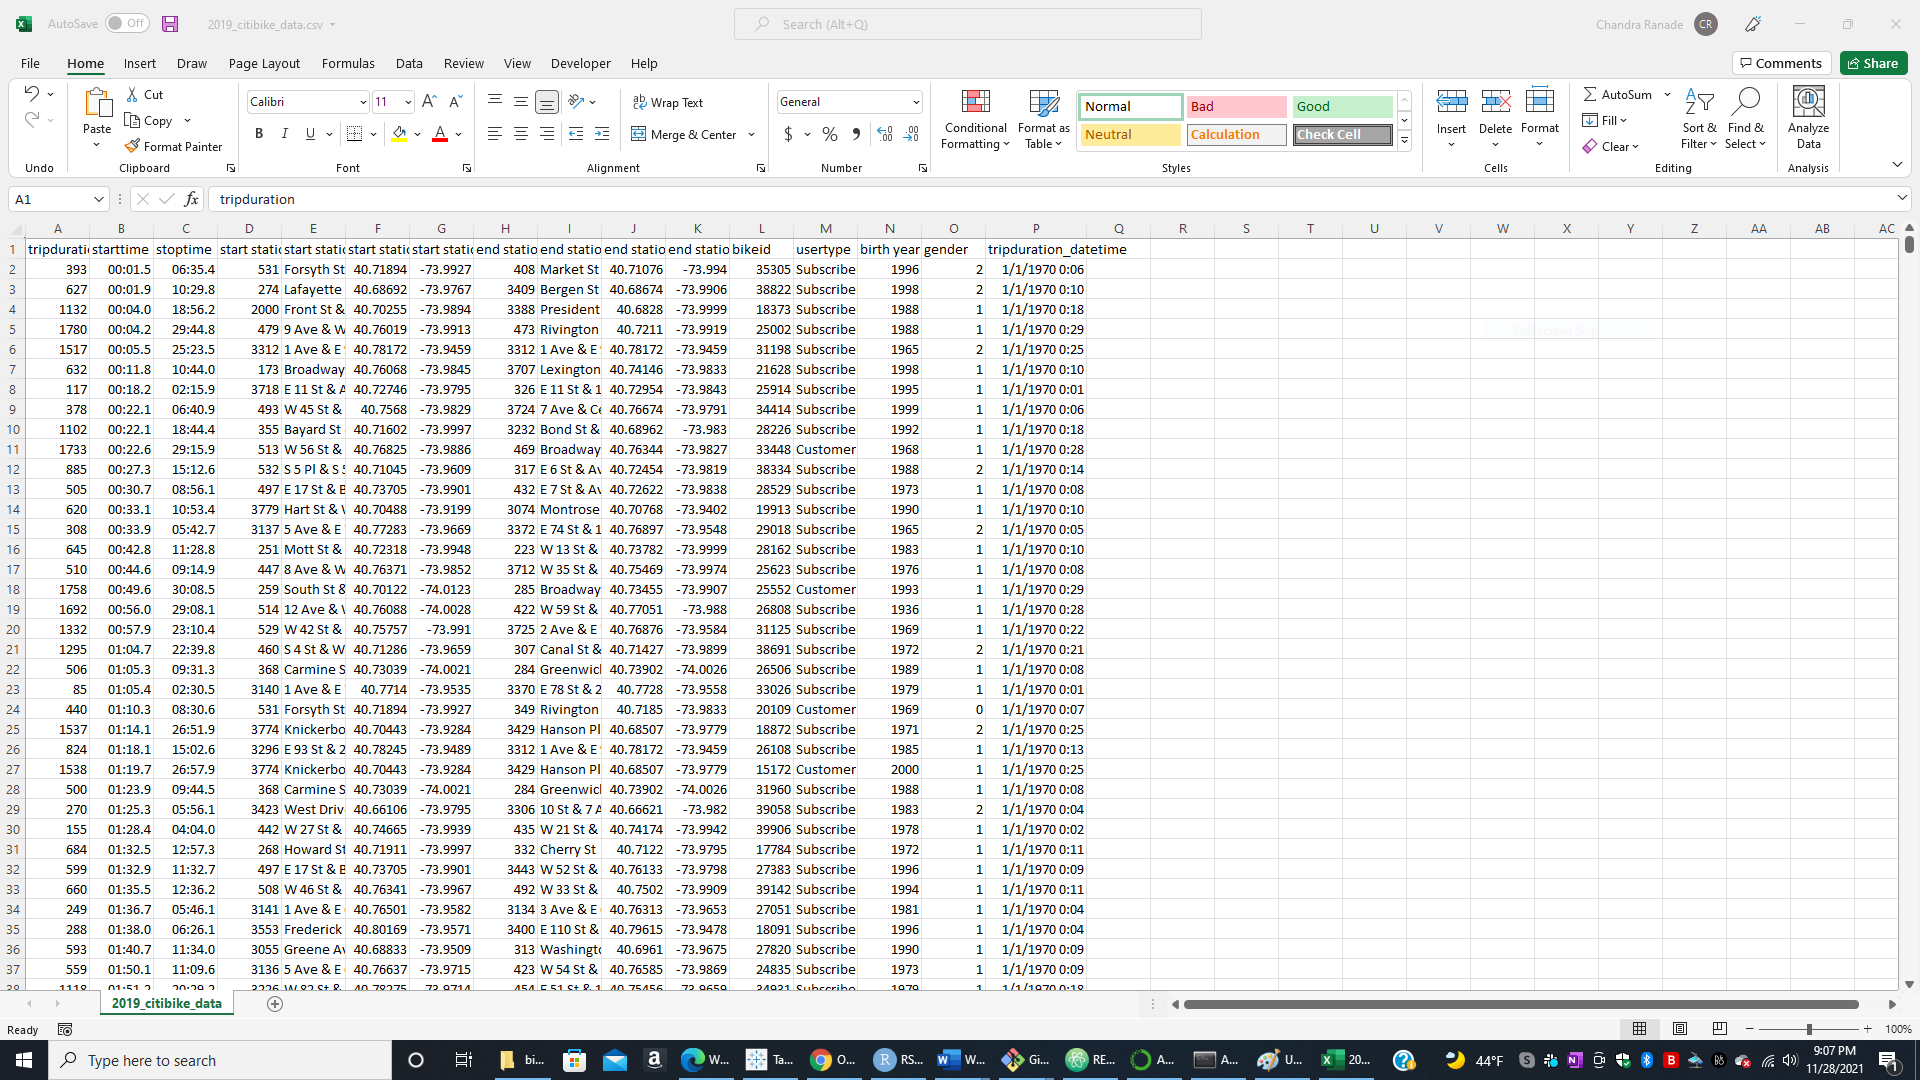 AutoSave Off 2019_citibike_data.csv Search (Alt+Q) Chandra Ranade CR
File Home Insert Draw Page Layout Formulas Data Review View Developer Help Comments Share
Cut Calibri 11 Wrap Text General Normal Bad Good AutoSum
Paste Copy B I U Merge & Center $ % Conditional Formatting Format as Table Neutral Calculation Check Cell Insert Delete Format Fill Sort & Filter Find & Select Analyze Data
Format Painter Clear
Undo Clipboard Font Alignment Number Styles Cells Editing Analysis
A1 fx tripduration
A B C D E F G H I J K L M N O P Q R S T U V W X Y Z AA AB AC
1 tripduratio starttime stoptime start static start static start static start static end statio end statio end statio end statio bikeid usertype birth year gender tripduration_datetime
2 393 00:01.5 06:35.4 531 Forsyth St 40.71894 -73.9927 408 Market St 40.71076 -73.994 35305 Subscribe 1996 2 1/1/1970 0:06
3 627 00:01.9 10:29.8 274 Lafayette 40.68692 -73.9767 3409 Bergen St 40.68674 -73.9906 38822 Subscribe 1998 2 1/1/1970 0:10
4 1132 00:04.0 18:56.2 2000 Front St & 40.70255 -73.9894 3388 President 40.6828 -73.9999 18373 Subscribe 1988 1 1/1/1970 0:18
5 1780 00:04.2 29:44.8 479 9 Ave & W 40.76019 -73.9913 473 Rivington 40.7211 -73.9919 25002 Subscribe 1988 1 1/1/1970 0:29
6 1517 00:05.5 25:23.5 3312 1 Ave & E 40.78172 -73.9459 3312 1 Ave & E 40.78172 -73.9459 31198 Subscribe 1965 2 1/1/1970 0:25
7 632 00:11.8 10:44.0 173 Broadway 40.76068 -73.9845 3707 Lexington 40.74146 -73.9833 21628 Subscribe 1998 1 1/1/1970 0:10
8 117 00:18.2 02:15.9 3718 E 11 St & A 40.72746 -73.9795 326 E 11 St & 1 40.72954 -73.9843 25914 Subscribe 1995 1 1/1/1970 0:01
9 378 00:22.1 06:40.9 493 W 45 St & 40.7568 -73.9829 3724 7 Ave & Ce 40.76674 -73.9791 34414 Subscribe 1999 1 1/1/1970 0:06
10 1102 00:22.1 18:44.4 355 Bayard St 40.71602 -73.9997 3232 Bond St & 40.68962 -73.983 28226 Subscribe 1992 1 1/1/1970 0:18
11 1733 00:22.6 29:15.9 513 W 56 St & 40.76825 -73.9886 469 Broadway 40.76344 -73.9827 33448 Customer 1968 1 1/1/1970 0:28
12 885 00:27.3 15:12.6 532 S 5 Pl & S 5 40.71045 -73.9609 317 E 6 St & Av 40.72454 -73.9819 38334 Subscribe 1988 2 1/1/1970 0:14
13 505 00:30.7 08:56.1 497 E 17 St & B 40.73705 -73.9901 432 E 7 St & Av 40.72622 -73.9838 28529 Subscribe 1973 1 1/1/1970 0:08
14 620 00:33.1 10:53.4 3779 Hart St & W 40.70488 -73.9199 3074 Montrose 40.70768 -73.9402 19913 Subscribe 1990 1 1/1/1970 0:10
15 308 00:33.9 05:42.7 3137 5 Ave & E 40.77283 -73.9669 3372 E 74 St & 1 40.76897 -73.9548 29018 Subscribe 1965 2 1/1/1970 0:05
16 645 00:42.8 11:28.8 251 Mott St & 40.72318 -73.9948 223 W 13 St & 40.73782 -73.9999 28162 Subscribe 1983 1 1/1/1970 0:10
17 510 00:44.6 09:14.9 447 8 Ave & W 40.76371 -73.9852 3712 W 35 St & 40.75469 -73.9974 25623 Subscribe 1976 1 1/1/1970 0:08
18 1758 00:49.6 30:08.5 259 South St & 40.70122 -74.0123 285 Broadway 40.73455 -73.9907 25552 Customer 1993 1 1/1/1970 0:29
19 1692 00:56.0 29:08.1 514 12 Ave & W 40.76088 -74.0028 422 W 59 St & 40.77051 -73.988 26808 Subscribe 1936 1 1/1/1970 0:28
20 1332 00:57.9 23:10.4 529 W 42 St & 40.75757 -73.991 3725 2 Ave & E 40.76876 -73.9584 31125 Subscribe 1969 1 1/1/1970 0:22
21 1295 01:04.7 22:39.8 460 S 4 St & W 40.71286 -73.9659 307 Canal St & 40.71427 -73.9899 38691 Subscribe 1972 2 1/1/1970 0:21
22 506 01:05.3 09:31.3 368 Carmine S 40.73039 -74.0021 284 Greenwich 40.73902 -74.0026 26506 Subscribe 1989 1 1/1/1970 0:08
23 85 01:05.4 02:30.5 3140 1 Ave & E 40.7714 -73.9535 3370 E 78 St & 2 40.7728 -73.9558 33026 Subscribe 1979 1 1/1/1970 0:01
24 440 01:10.3 08:30.6 531 Forsyth St 40.71894 -73.9927 349 Rivington 40.7185 -73.9833 20109 Customer 1969 0 1/1/1970 0:07
25 1537 01:14.1 26:51.9 3774 Knickerbo 40.70443 -73.9284 3429 Hanson Pl 40.68507 -73.9779 18872 Subscribe 1971 2 1/1/1970 0:25
26 824 01:18.1 15:02.6 3296 E 93 St & 2 40.78245 -73.9489 3312 1 Ave & E 40.78172 -73.9459 26108 Subscribe 1985 1 1/1/1970 0:13
27 1538 01:19.7 26:57.9 3774 Knickerbo 40.70443 -73.9284 3429 Hanson Pl 40.68507 -73.9779 15172 Customer 2000 1 1/1/1970 0:25
28 500 01:23.9 09:44.5 368 Carmine S 40.73039 -74.0021 284 Greenwich 40.73902 -74.0026 31960 Subscribe 1988 1 1/1/1970 0:08
29 270 01:25.3 05:56.1 3423 West Driv 40.66106 -73.9795 3306 10 St & 7 A 40.66621 -73.982 39058 Subscribe 1983 2 1/1/1970 0:04
30 155 01:28.4 04:04.0 442 W 27 St & 40.74665 -73.9939 435 W 21 St & 40.74174 -73.9942 39906 Subscribe 1978 1 1/1/1970 0:02
31 684 01:32.5 12:57.3 268 Howard St 40.71911 -73.9997 332 Cherry St 40.7122 -73.9795 17784 Subscribe 1972 1 1/1/1970 0:11
32 599 01:32.9 11:32.7 497 E 17 St & B 40.73705 -73.9901 3443 W 52 St & 40.76133 -73.9798 27383 Subscribe 1996 1 1/1/1970 0:09
33 660 01:35.5 12:36.2 508 W 46 St & 40.76341 -73.9967 492 W 33 St & 40.7502 -73.9909 39142 Subscribe 1994 1 1/1/1970 0:11
34 249 01:36.7 05:46.1 3141 1 Ave & E 40.76501 -73.9582 3134 3 Ave & E 40.76313 -73.9653 27051 Subscribe 1981 1 1/1/1970 0:04
35 288 01:38.0 06:26.1 3553 Frederick 40.80169 -73.9571 3400 E 110 St & 40.79615 -73.9478 18091 Subscribe 1996 1 1/1/1970 0:04
36 593 01:40.7 11:34.0 3055 Greene Av 40.68833 -73.9509 313 Washingto 40.6961 -73.9675 27820 Subscribe 1990 1 1/1/1970 0:09
37 559 01:50.1 11:09.6 3136 5 Ave & E 40.76637 -73.9715 423 W 54 St & 40.76585 -73.9869 24835 Subscribe 1973 1 1/1/1970 0:09
38 1118 01:51.2 20:29.2 3226 W 82 St & 40.78275 -73.9714 454 E 51 St & 1 40.75456 -73.9659 34931 Subscribe 1979 1 1/1/1970 0:18
2019_citibike_data
Ready 100%
Type here to search bi... W... Ta... O... RS... W... Gi... RE... A... A... U... 20... 44°F 9:07 PM
11/28/2021 1